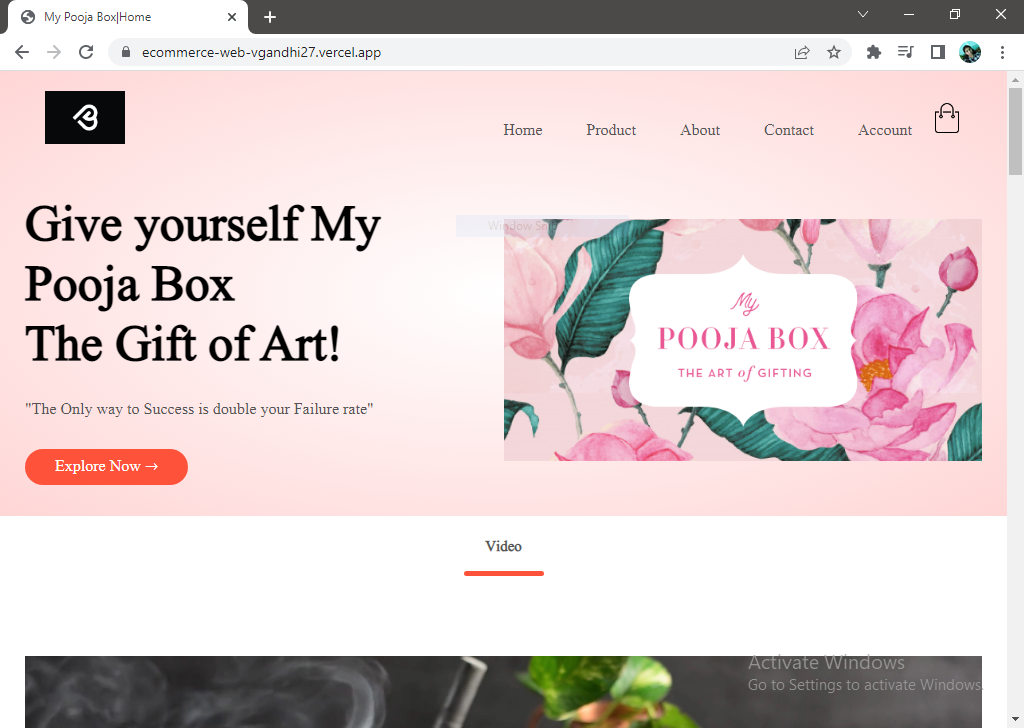 My Pooja Box|Home
ecommerce-web-vgandhi27.vercel.app
Home Product About Contact Account
Give yourself My
Pooja Box
The Gift of Art!
"The Only way to Success is double your Failure rate"
Explore Now →
Window Snip
My
POOJA BOX
THE ART of GIFTING
Video
Activate Windows
Go to Settings to activate Windows.